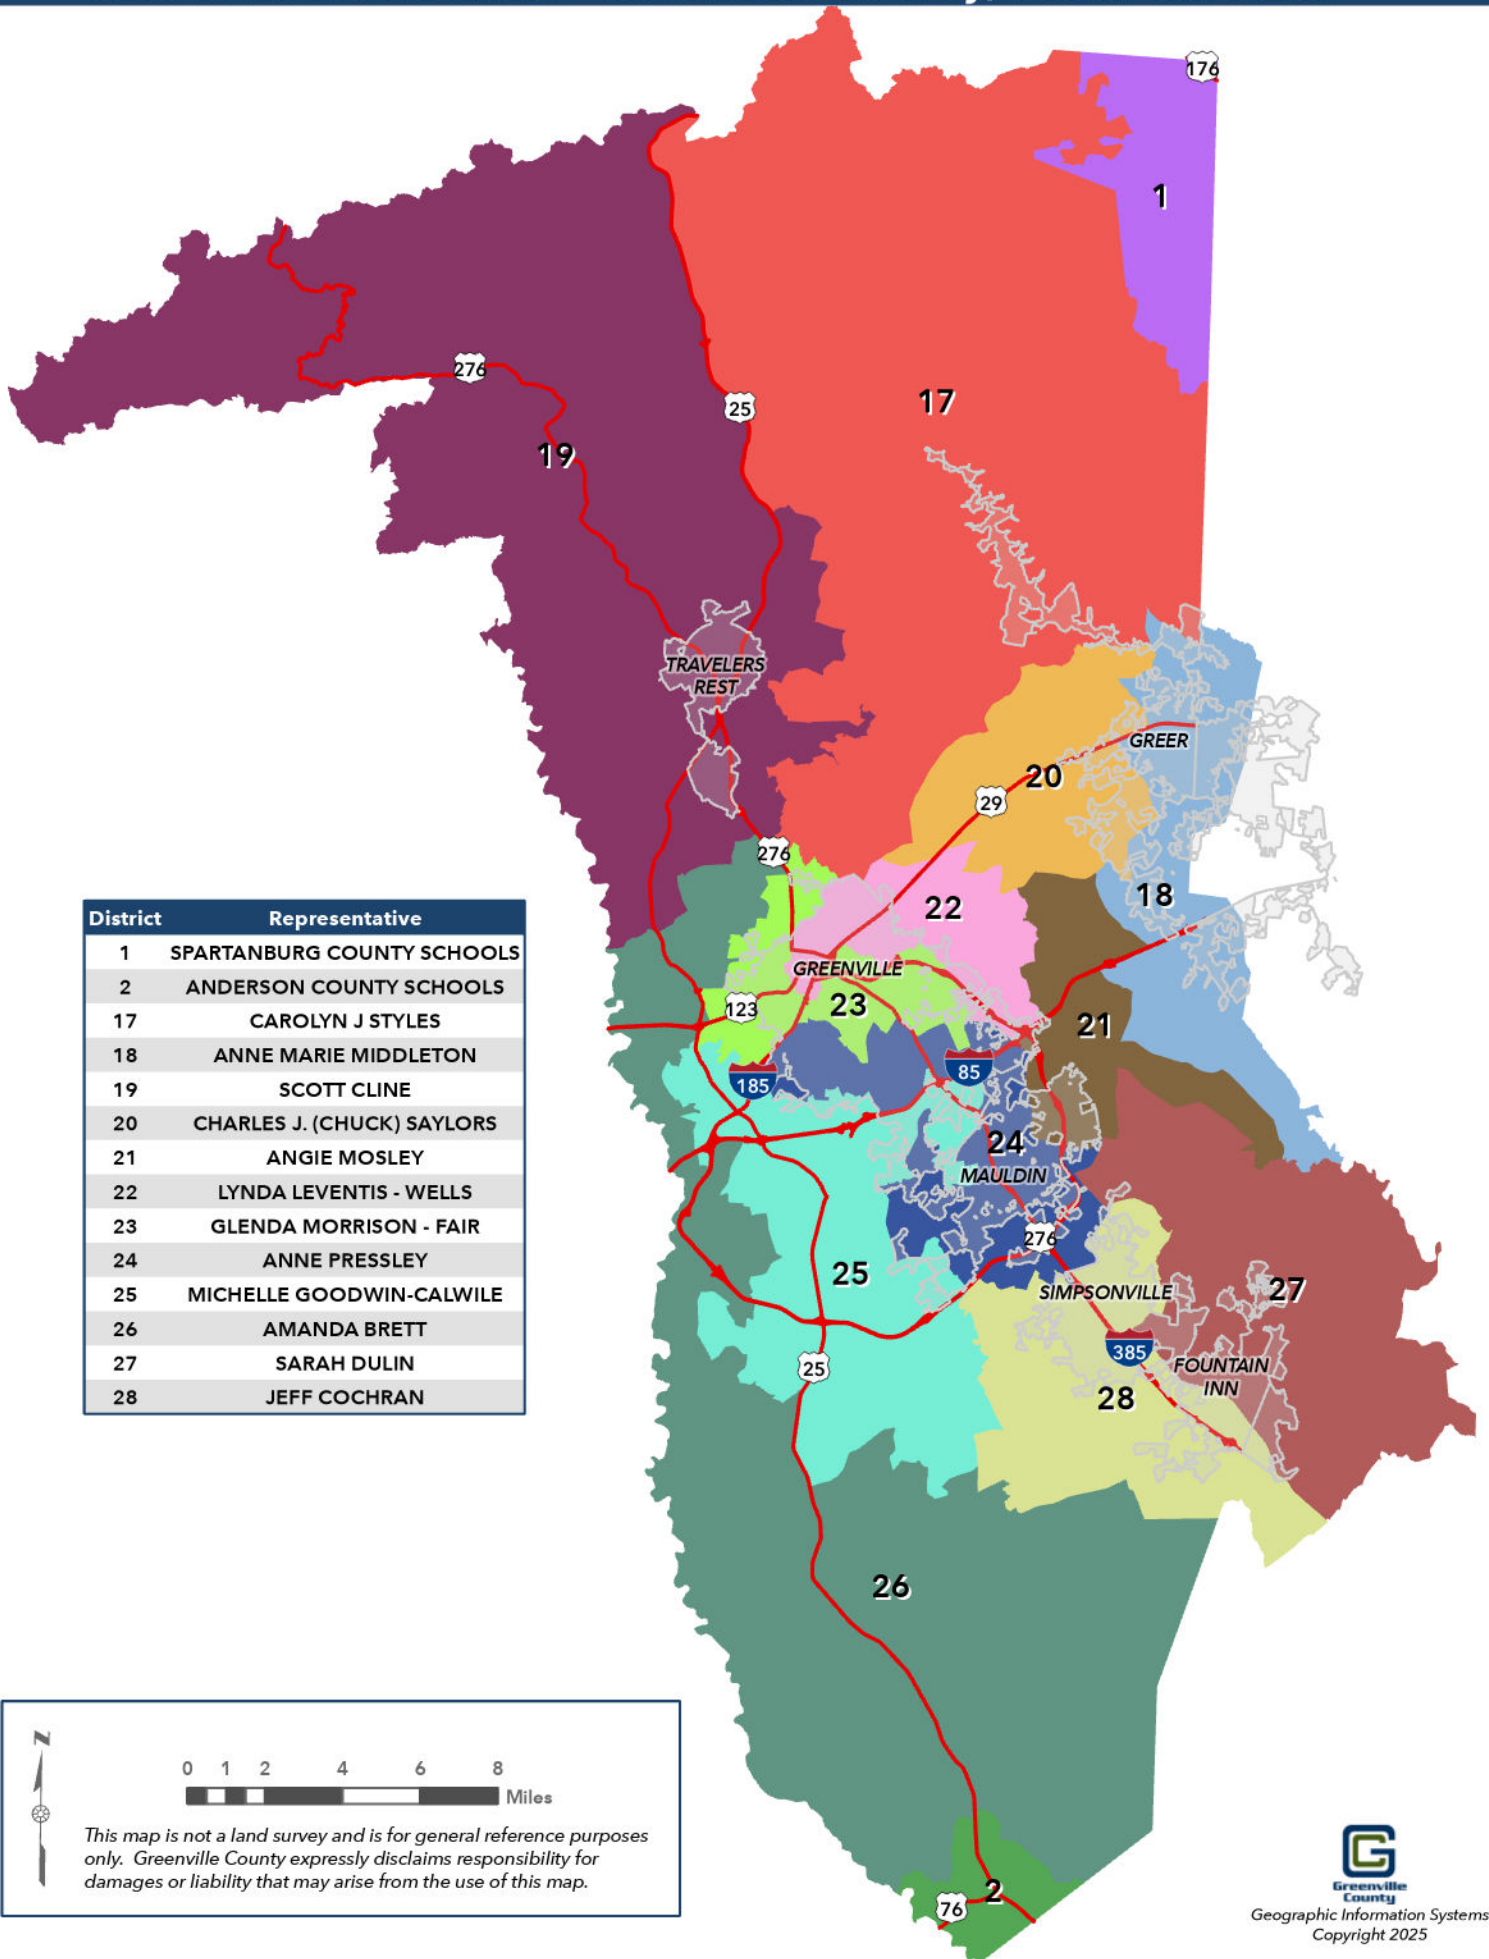 176
1
276
25
17
19
TRAVELERS
REST
GREER
20
29
276
18
22
GREENVILLE
123
23
21
185
85
24
MAULDIN
276
25
SIMPSONVILLE
27
385
FOUNTAIN
INN
25
28
26
2
76
District Representative
1 SPARTANBURG COUNTY SCHOOLS
2 ANDERSON COUNTY SCHOOLS
17 CAROLYN J STYLES
18 ANNE MARIE MIDDLETON
19 SCOTT CLINE
20 CHARLES J. (CHUCK) SAYLORS
21 ANGIE MOSLEY
22 LYNDA LEVENTIS - WELLS
23 GLENDA MORRISON - FAIR
24 ANNE PRESSLEY
25 MICHELLE GOODWIN-CALWILE
26 AMANDA BRETT
27 SARAH DULIN
28 JEFF COCHRAN
N
0 1 2 4 6 8
Miles
This map is not a land survey and is for general reference purposes
only. Greenville County expressly disclaims responsibility for
damages or liability that may arise from the use of this map.
Greenville
County
Geographic Information Systems
Copyright 2025